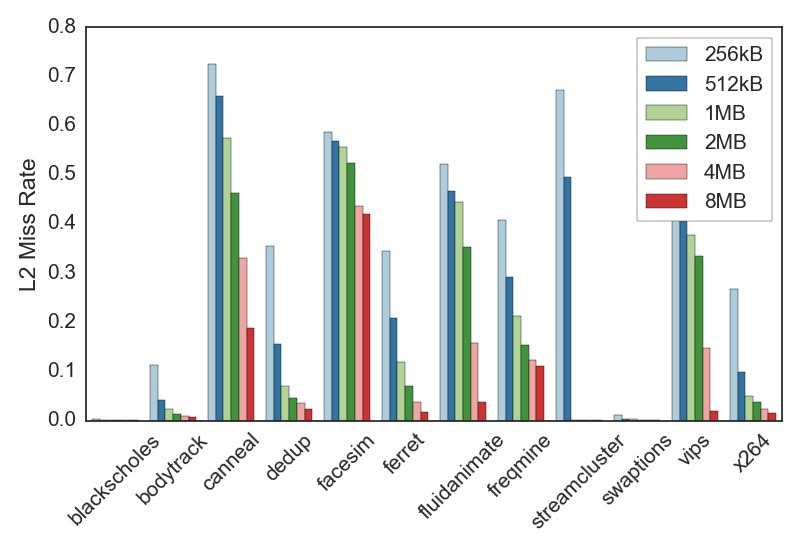 0.8
0.7
0.6
0.5
0.4
0.3
0.2
0.1
0.0
L2 Miss Rate
256kB
512kB
1MB
2MB
4MB
8MB
blackscholes
bodytrack
canneal
dedup
facesim
ferret
fluidanimate
freqmine
streamcluster
swaptions
vips
x264